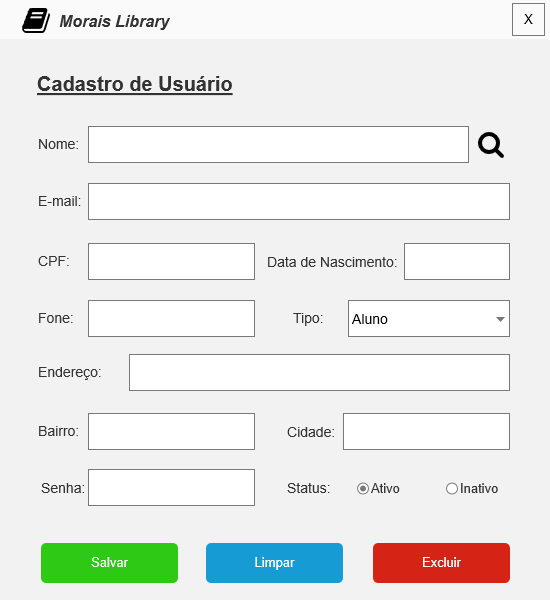 Morais Library
X
Cadastro de Usuário
Nome:
E-mail:
CPF: Data de Nascimento:
Fone: Tipo: Aluno
Endereço:
Bairro: Cidade:
Senha: Status: Ativo Inativo
Salvar Limpar Excluir